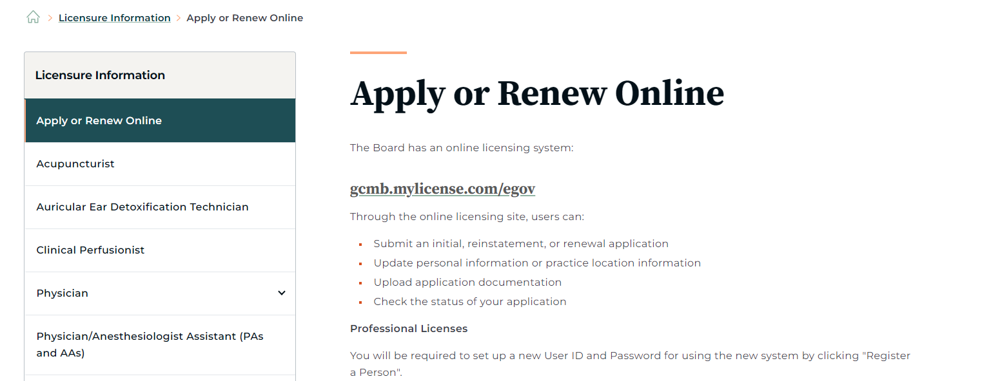 Licensure Information > Apply or Renew Online
Licensure Information
Apply or Renew Online
Acupuncturist
Auricular Ear Detoxification Technician
Clinical Perfusionist
Physician
Physician/Anesthesiologist Assistant (PAs
and AAs)
Apply or Renew Online
The Board has an online licensing system:
gcmb.mylicense.com/egov
Through the online licensing site, users can:
Submit an initial, reinstatement, or renewal application
Update personal information or practice location information
Upload application documentation
Check the status of your application
Professional Licenses
You will be required to set up a new User ID and Password for using the new system by clicking "Register
a Person".